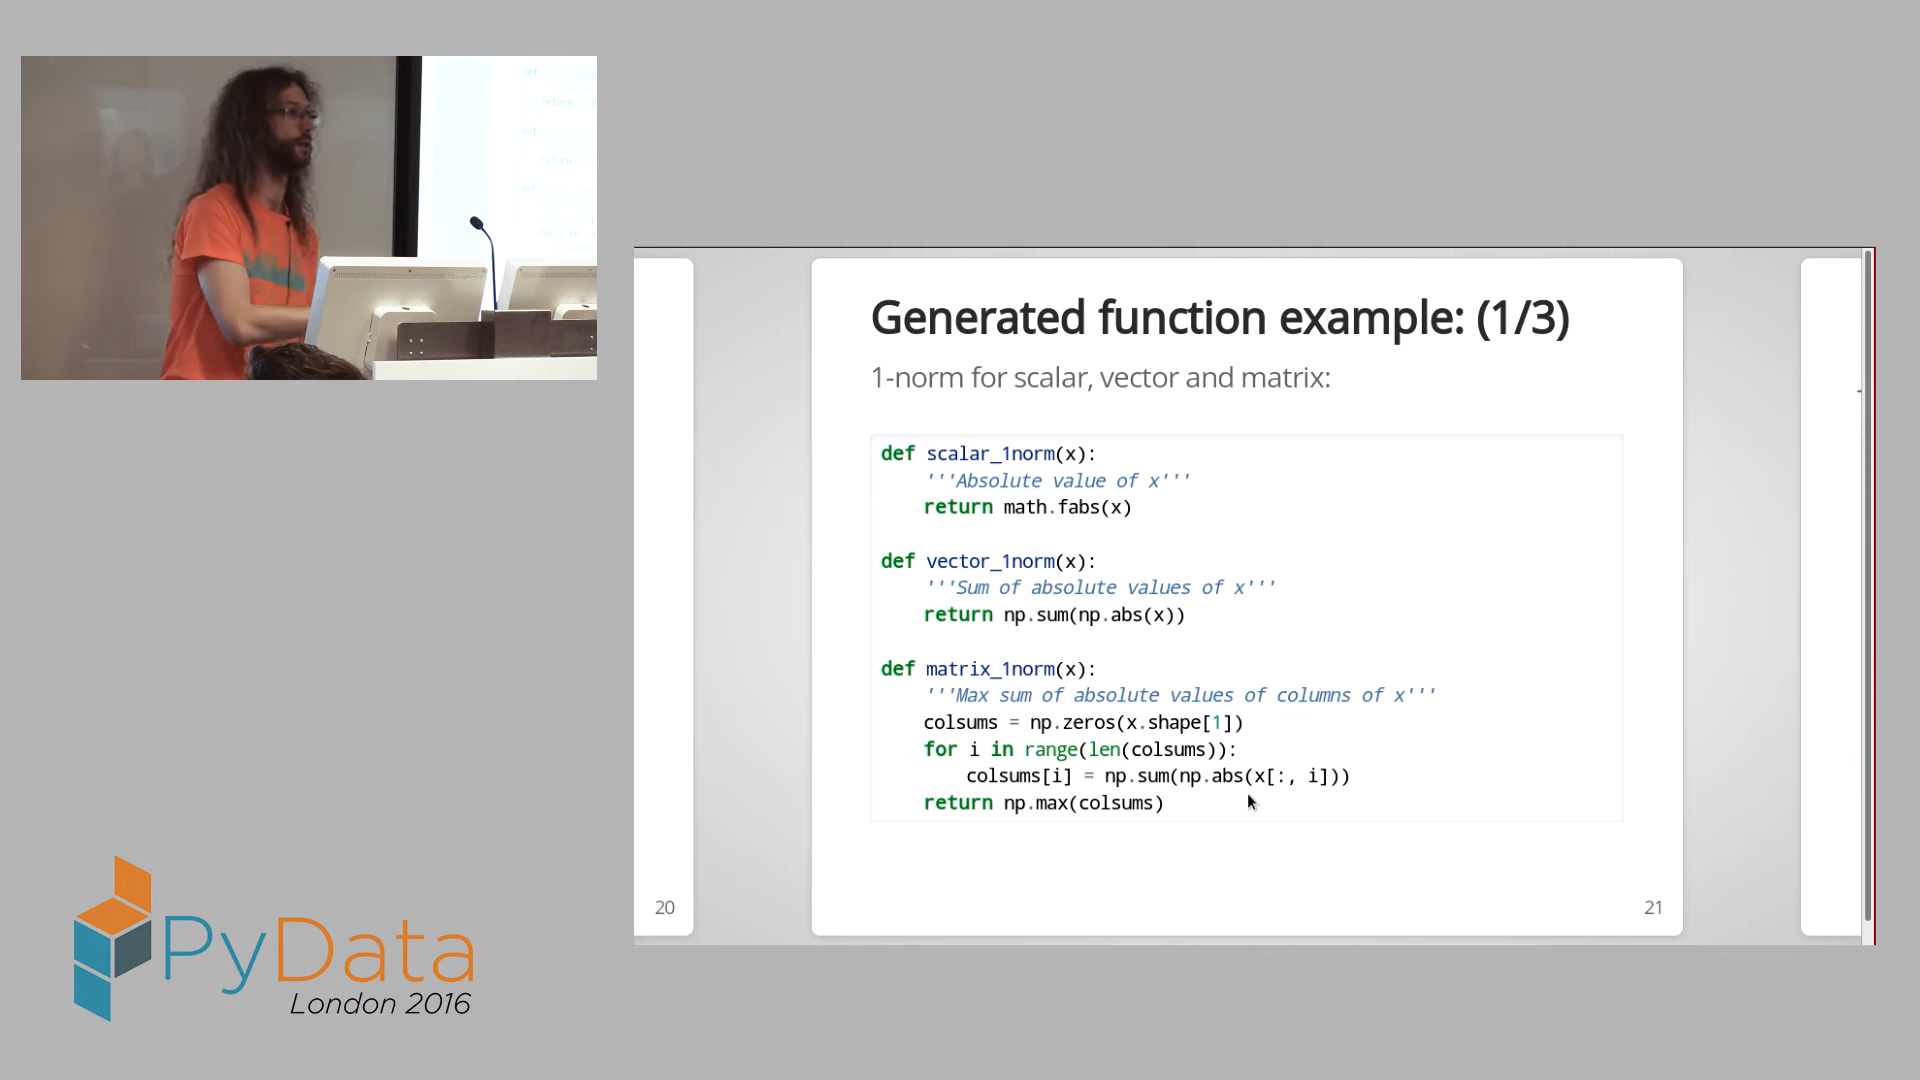 Generated function example: (1/3)
1-norm for scalar, vector and matrix:
def scalar_1norm(x):
    '''Absolute value of x'''
    return math.fabs(x)
def vector_1norm(x):
    '''Sum of absolute values of x'''
    return np.sum(np.abs(x))
def matrix_1norm(x):
    '''Max sum of absolute values of columns of x'''
    colsums = np.zeros(x.shape[1])
    for i in range(len(colsums)):
        colsums[i] = np.sum(np.abs(x[:, i]))
    return np.max(colsums)
20
21
PyData
London 2016